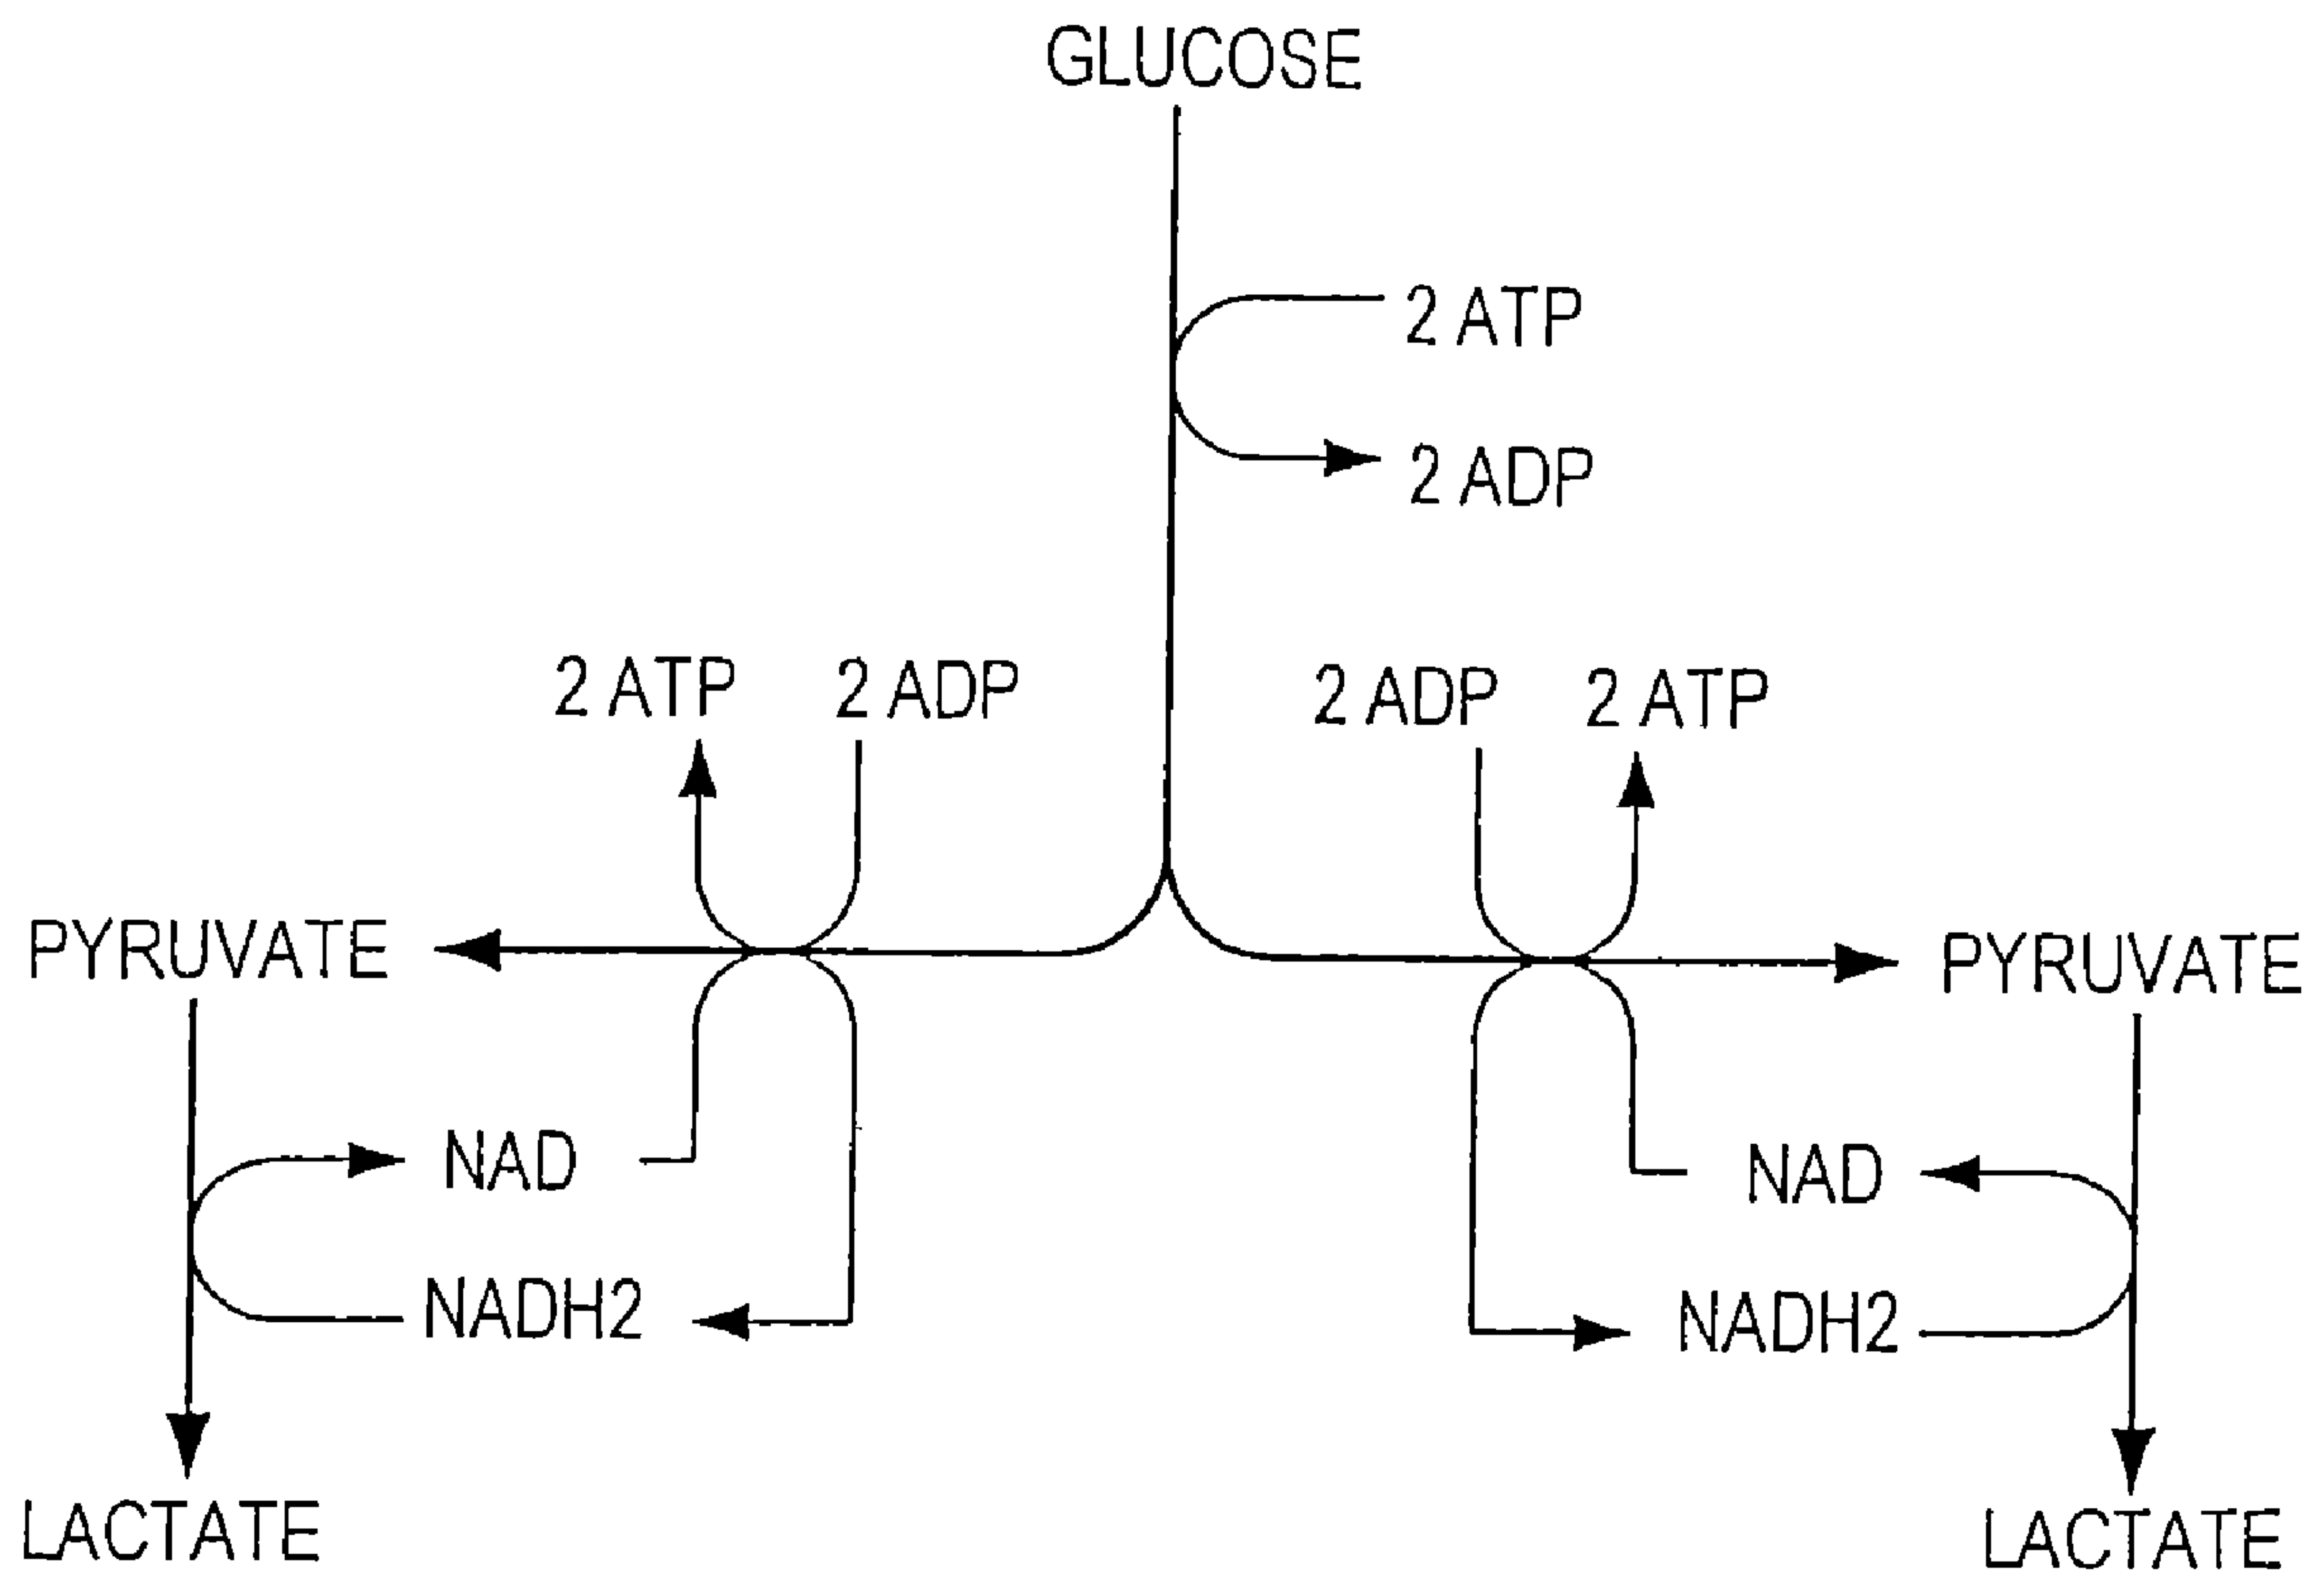 GLUCOSE
2 ATP
2 ADP
2 ATP
2 ADP
2 ADP
2 ATP
PYRUVATE
PYRUVATE
NAD
NAD
NADH2
NADH2
LACTATE
LACTATE